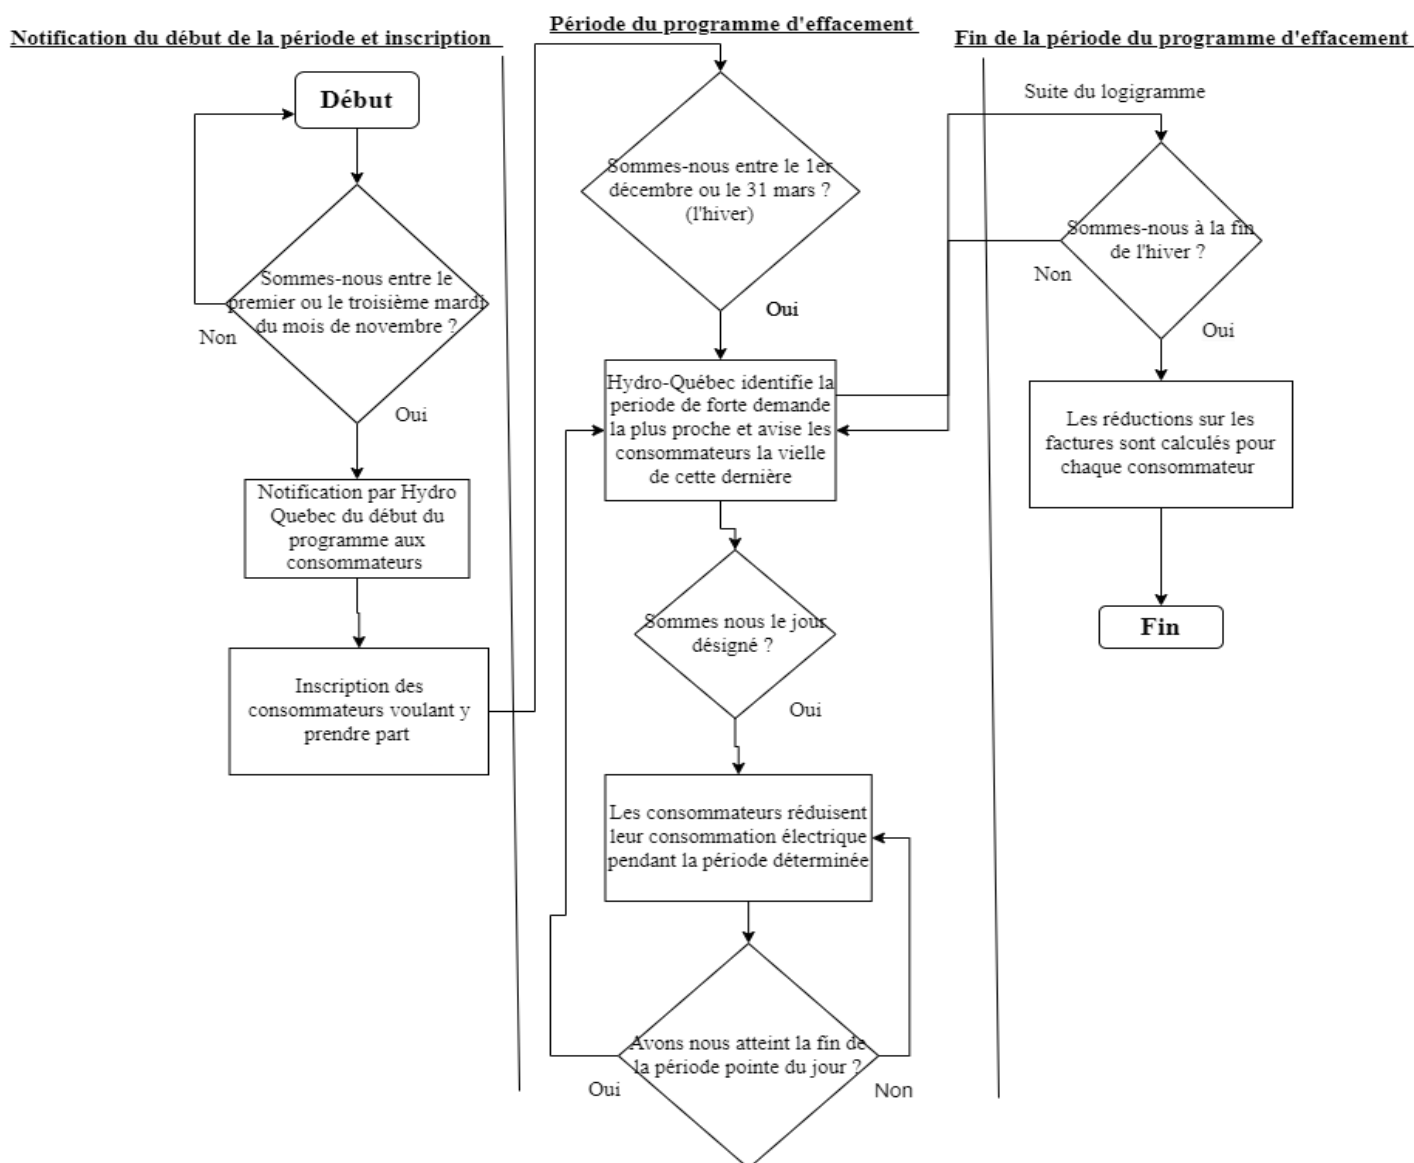 Notification du début de la période et inscription
Début
Sommes-nous entre le
premier ou le troisième mardi
du mois de novembre ?
Non
Oui
Notification par Hydro
Quebec du début du
programme aux
consommateurs
Inscription des
consommateurs voulant y
prendre part
Période du programme d'effacement
Sommes-nous entre le 1er
décembre ou le 31 mars ?
(l'hiver)
Oui
Hydro-Québec identifie la
periode de forte demande
la plus proche et avise les
consommateurs la vielle
de cette dernière
Sommes nous le jour
désigné ?
Oui
Les consommateurs réduisent
leur consommation électrique
pendant la période déterminée
Avons nous atteint la fin de
la période pointe du jour ?
Oui
Non
Fin de la période du programme d'effacement
Suite du logigramme
Sommes-nous à la fin
de l'hiver ?
Non
Oui
Les réductions sur les
factures sont calculés pour
chaque consommateur
Fin